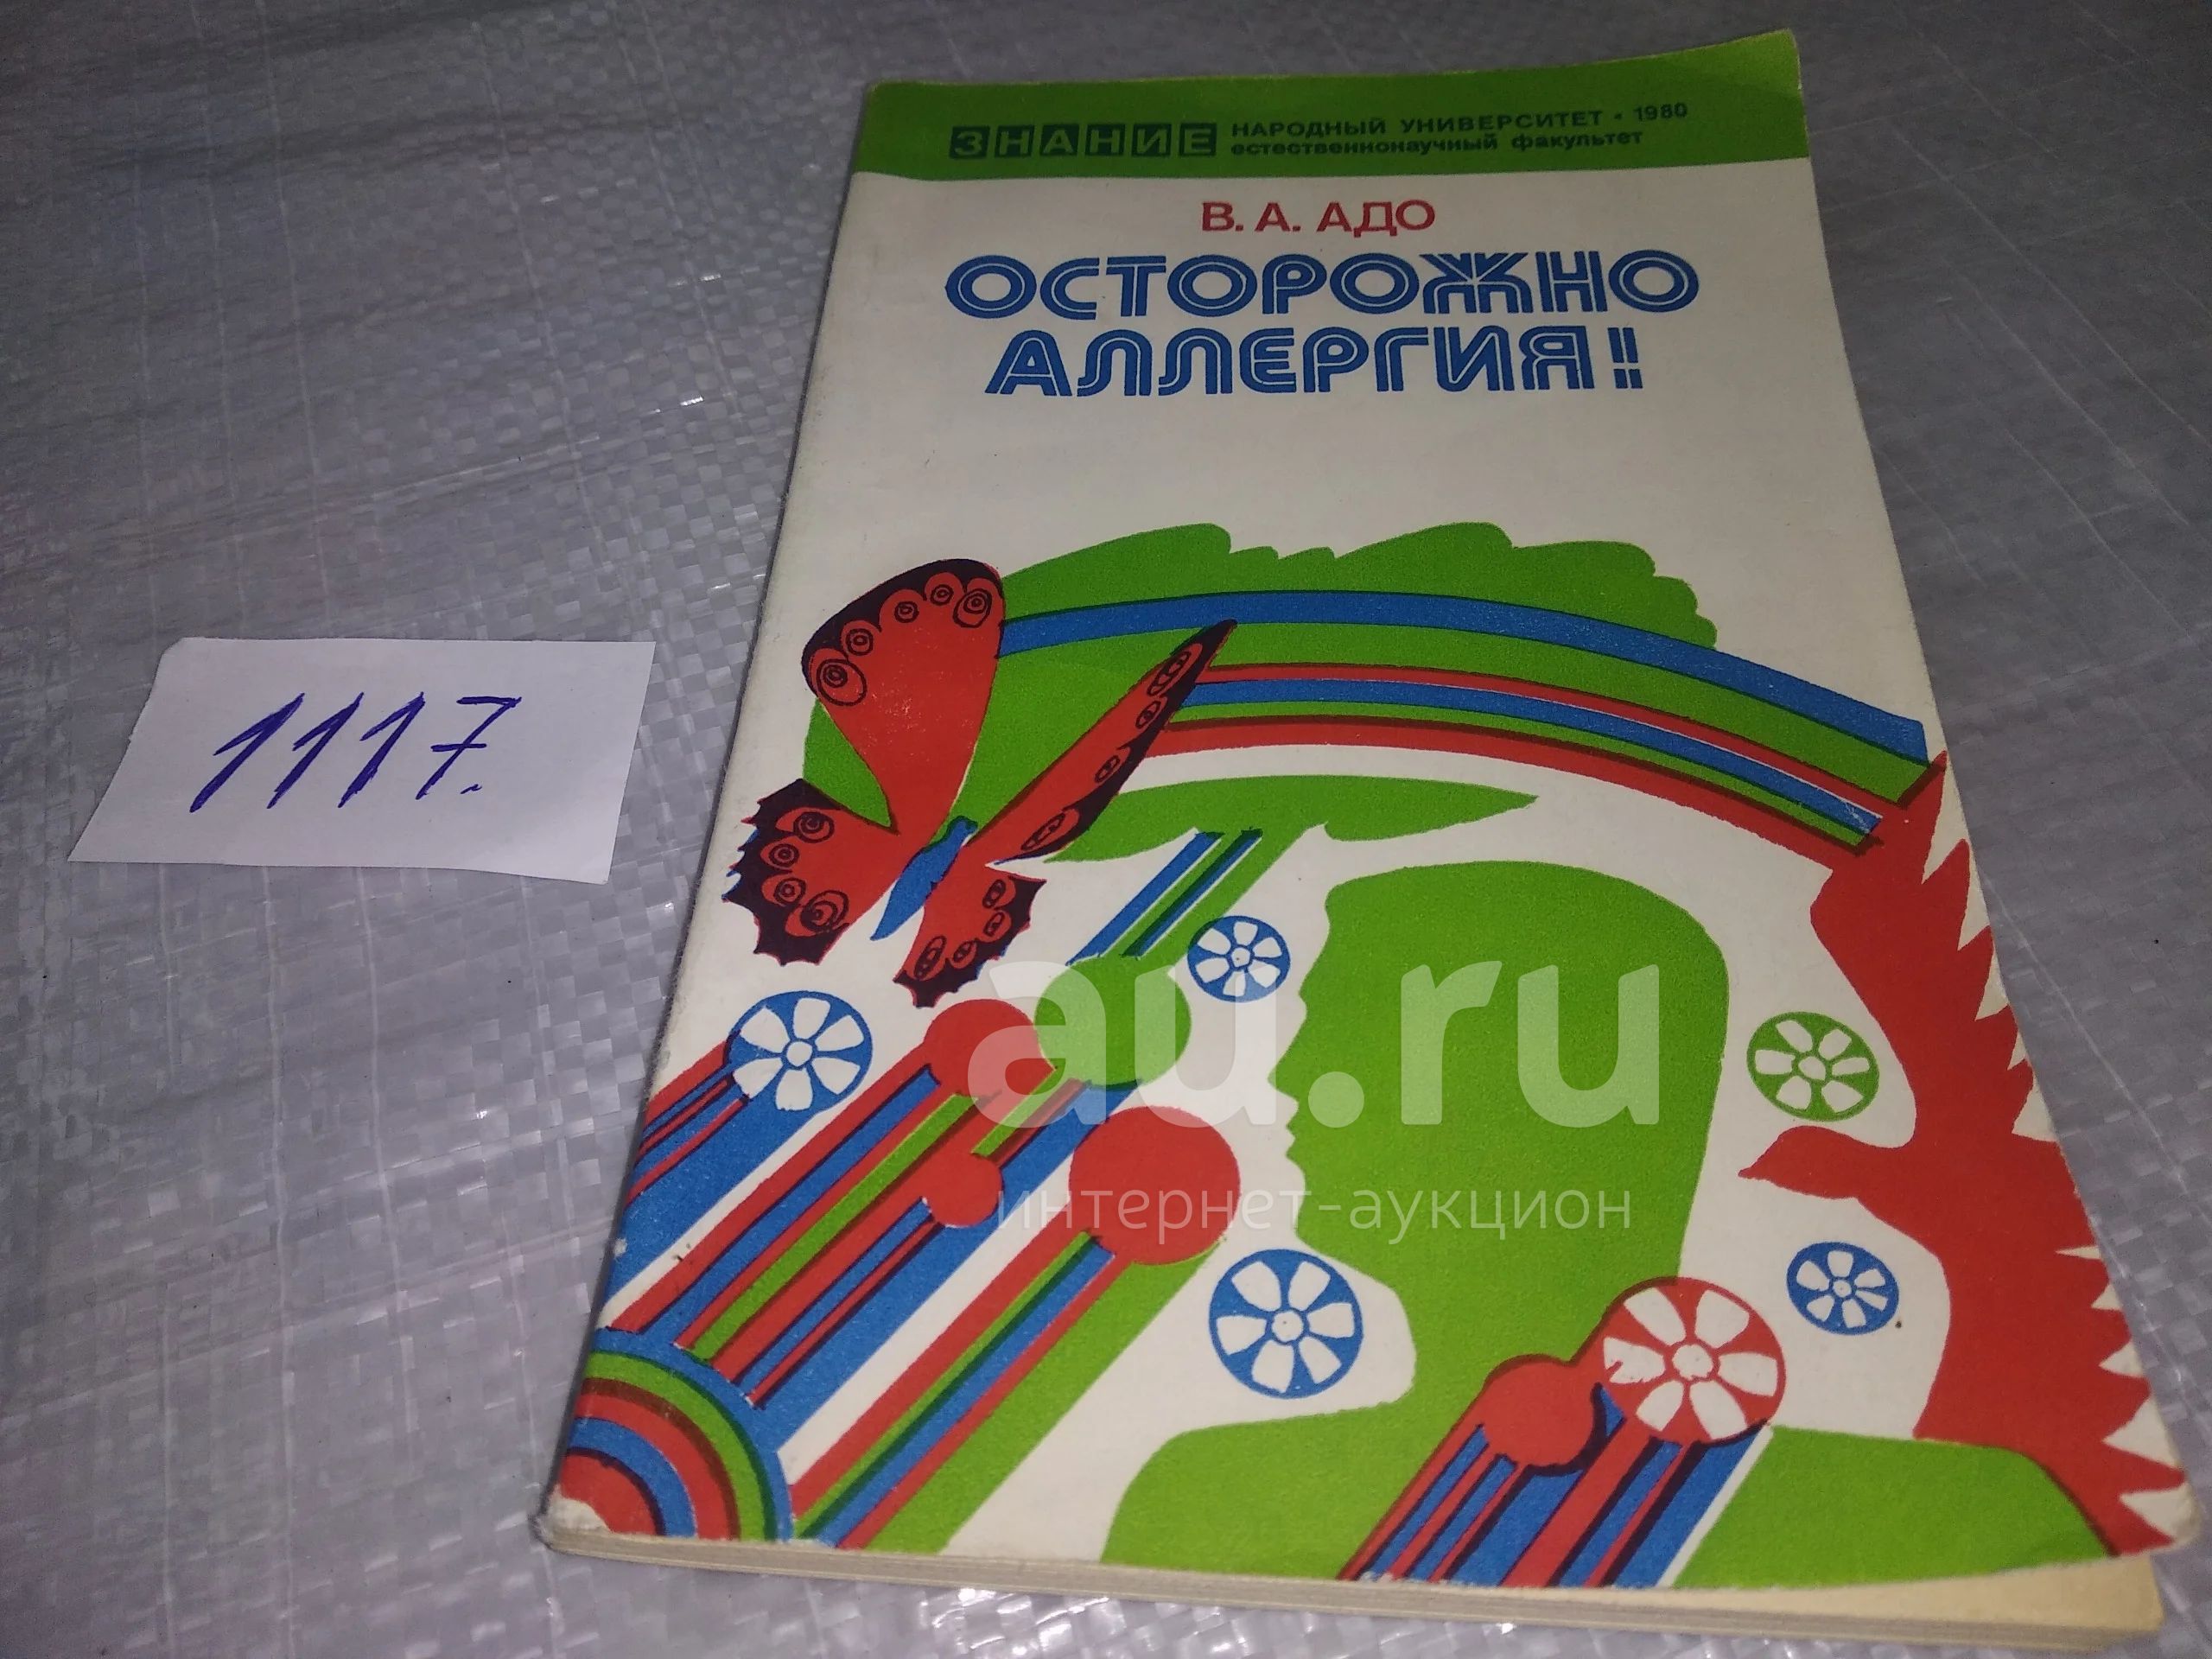 ЗНАНИЕ НАРОДНЫЙ УНИВЕРСИТЕТ • 1980
естественнонаучный факультет
В. А. АДО
ОСТОРОЖНО
АЛЛЕРГИЯ!!
1117.
au.ru
интернет-аукцион